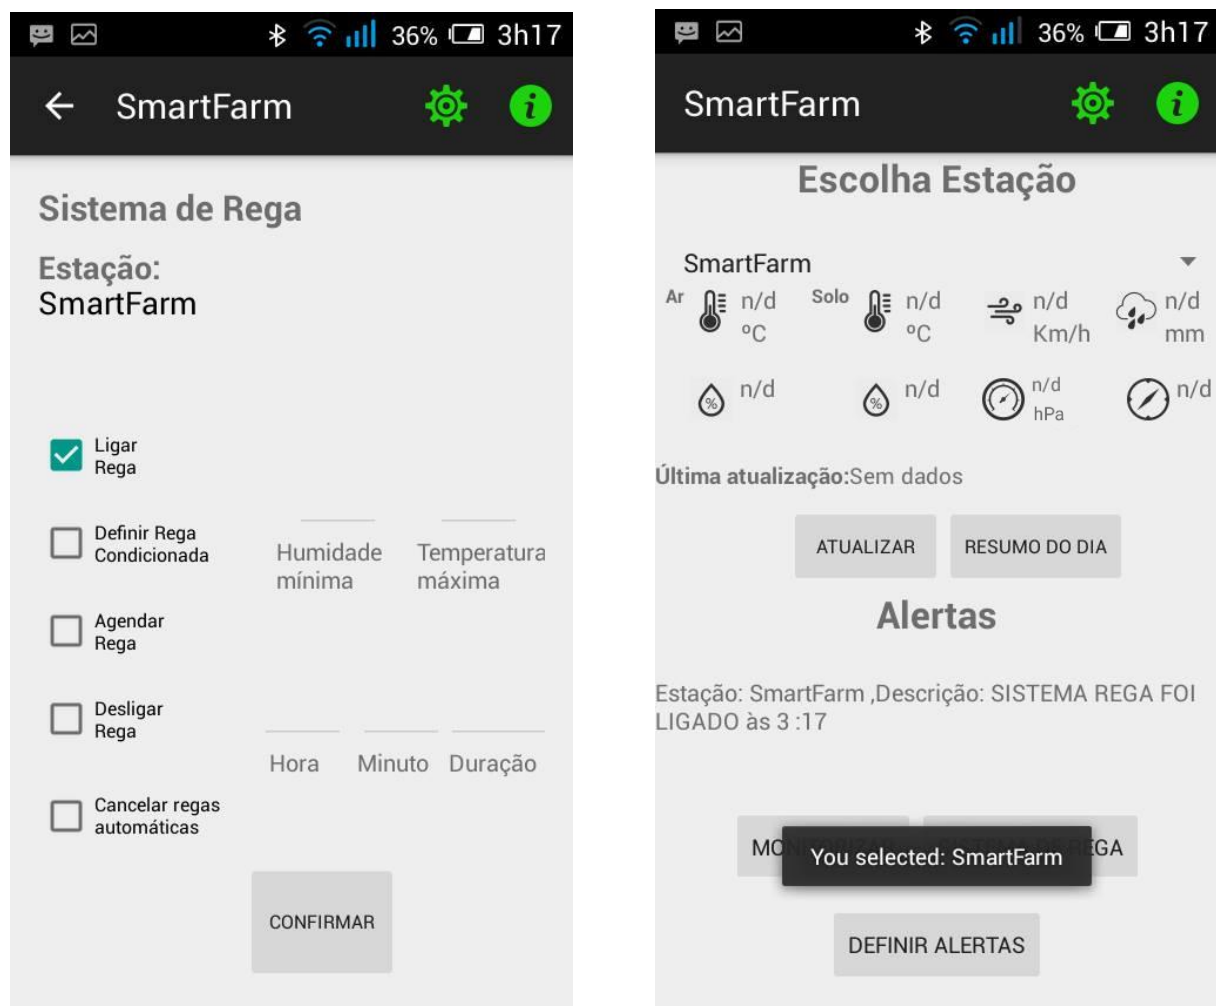 36% 3h17
SmartFarm
Sistema de Rega
Estação:
SmartFarm
Ligar
Rega
Definir Rega
Condicionada
Humidade
mínima
Temperatura
máxima
Agendar
Rega
Desligar
Rega
Hora Minuto Duração
Cancelar regas
automáticas
CONFIRMAR
36% 3h17
SmartFarm
Escolha Estação
SmartFarm
Ar n/d Solo n/d n/d n/d
ºC ºC Km/h mm
% n/d % n/d n/d n/d
hPa
Última atualização:Sem dados
ATUALIZAR RESUMO DO DIA
Alertas
Estação: SmartFarm ,Descrição: SISTEMA REGA FOI
LIGADO às 3 :17
You selected: SmartFarm
DEFINIR ALERTAS